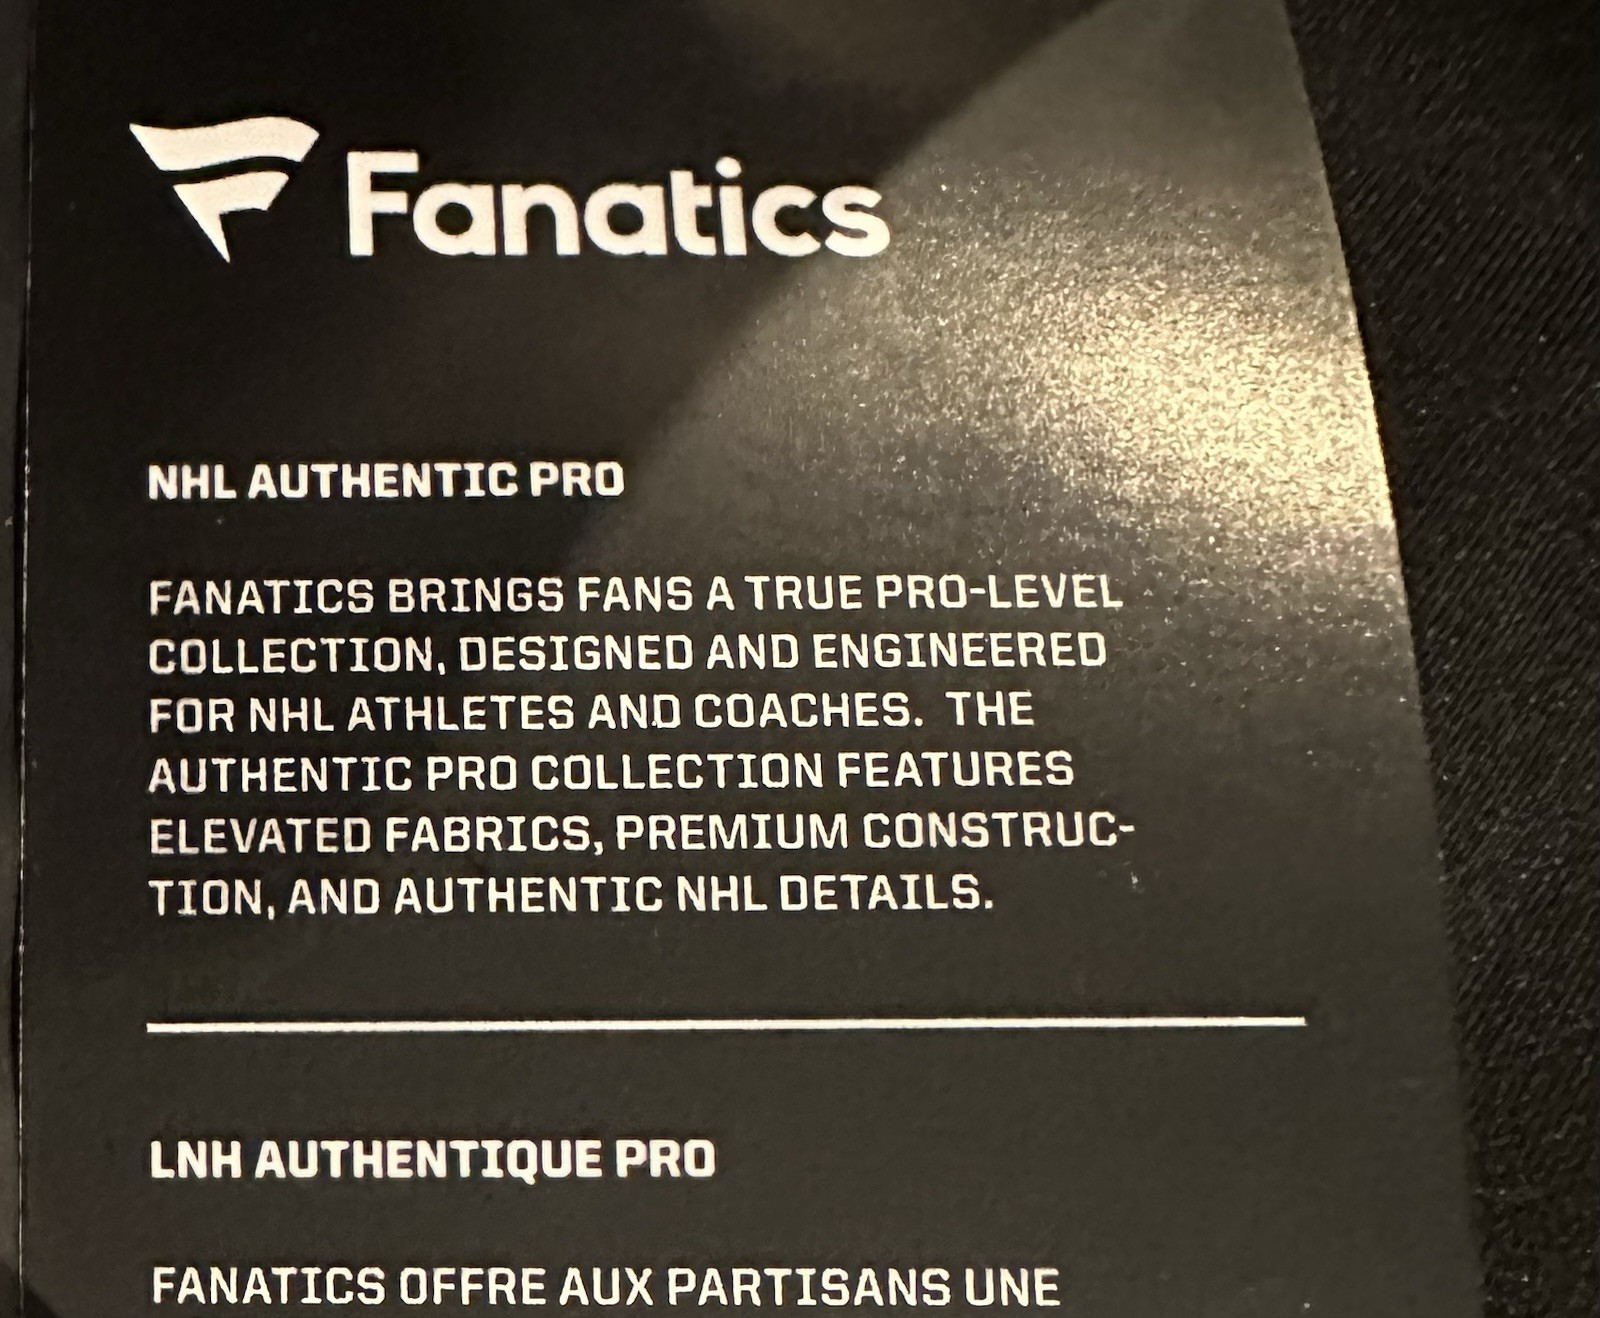 Fanatics
NHL AUTHENTIC PRO
FANATICS BRINGS FANS A TRUE PRO-LEVEL
COLLECTION, DESIGNED AND ENGINEERED
FOR NHL ATHLETES AND COACHES.  THE
AUTHENTIC PRO COLLECTION FEATURES
ELEVATED FABRICS, PREMIUM CONSTRUC-
TION, AND AUTHENTIC NHL DETAILS.
LNH AUTHENTIQUE PRO
FANATICS OFFRE AUX PARTISANS UNE